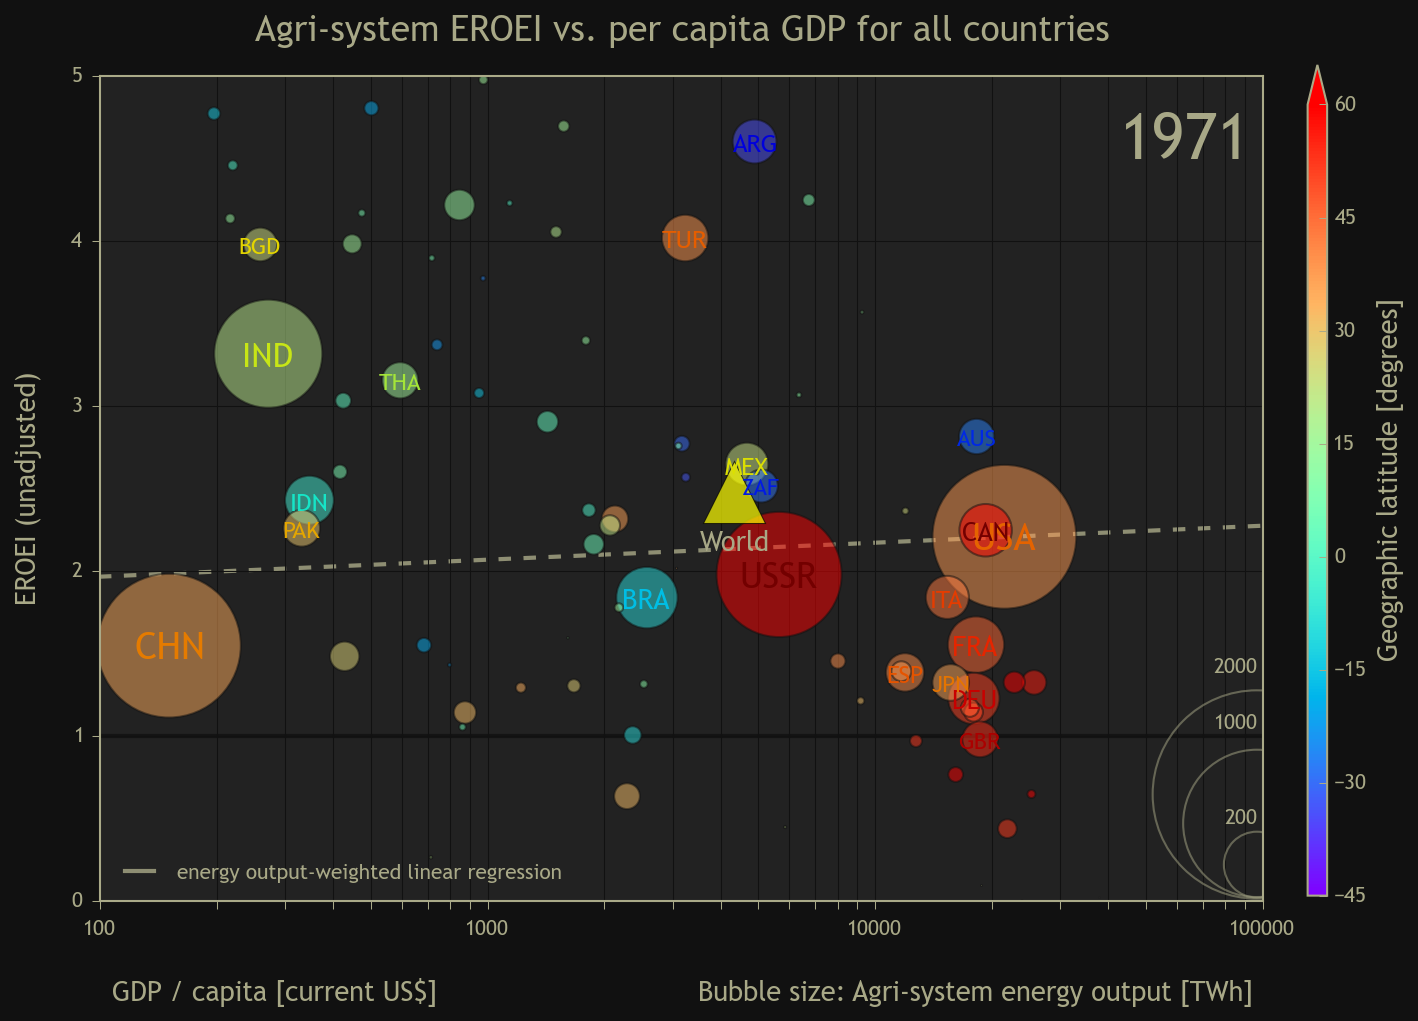 Agri-system EROEI vs. per capita GDP for all countries
1971
EROEI (unadjusted)
5
4
3
2
1
0
100
1000
10000
100000
ARG
TUR
BGD
IND
THA
AUS
MEX
ZAF
IDN
PAK
World
CAN
USA
USSR
BRA
ITA
CHN
FRA
ESP
JPN
DEU
GBR
2000
1000
200
energy output-weighted linear regression
GDP / capita [current US$]
Bubble size: Agri-system energy output [TWh]
60
45
30
15
0
−15
−30
−45
Geographic latitude [degrees]